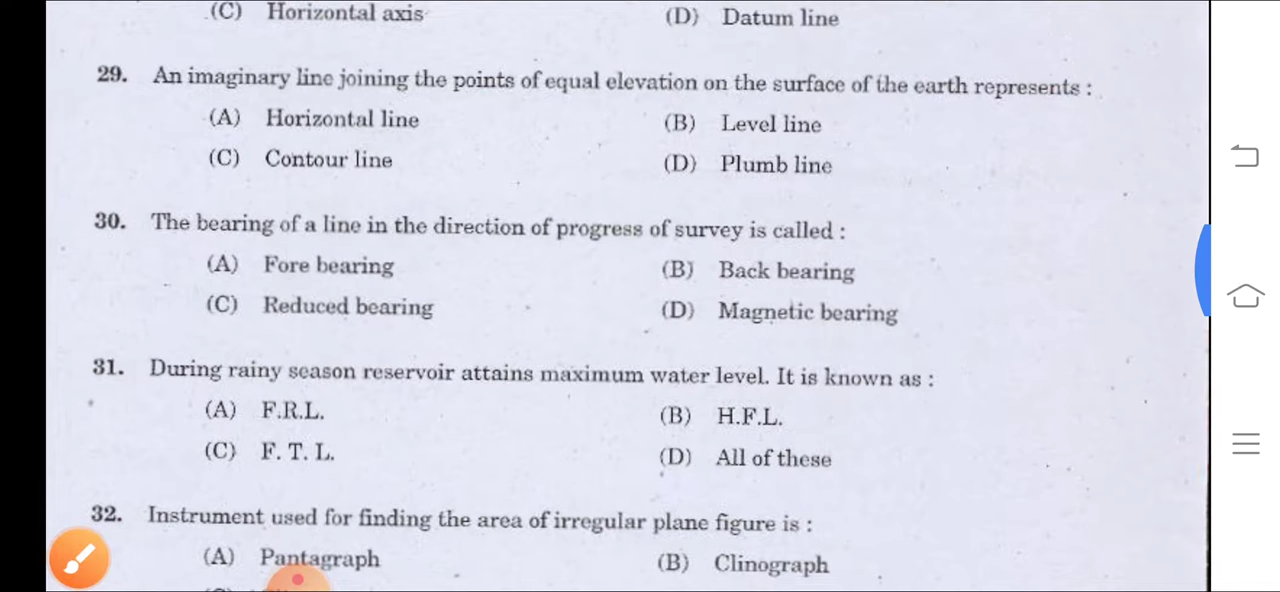 (C) Horizontal axis (D) Datum line
29. An imaginary line joining the points of equal elevation on the surface of the earth represents :
(A) Horizontal line (B) Level line
(C) Contour line (D) Plumb line
30. The bearing of a line in the direction of progress of survey is called :
(A) Fore bearing (B) Back bearing
(C) Reduced bearing (D) Magnetic bearing
31. During rainy season reservoir attains maximum water level. It is known as :
(A) F.R.L. (B) H.F.L.
(C) F. T. L. (D) All of these
32. Instrument used for finding the area of irregular plane figure is :
(A) Pantagraph (B) Clinograph